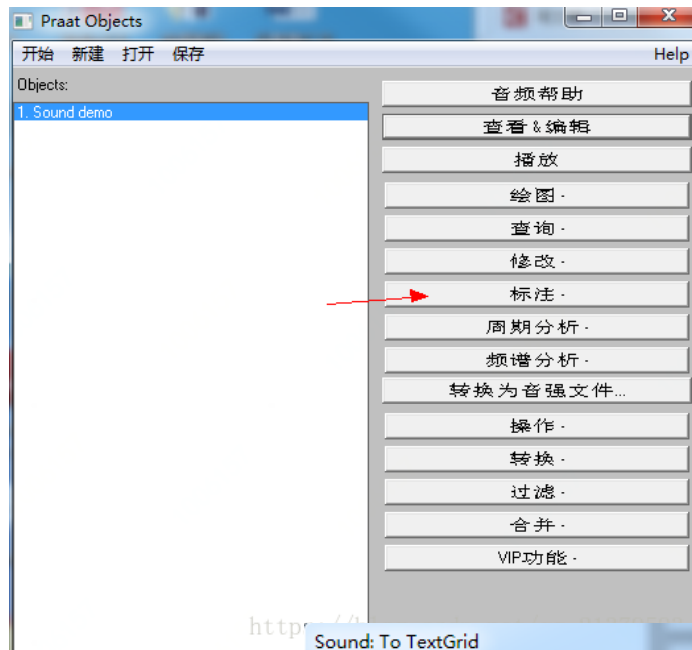 Praat Objects
开始 新建 打开 保存 Help
Objects:
1. Sound demo
音频帮助
查看&编辑
播放
绘图 -
查询 -
修改 -
标注 -
周期分析 -
频谱分析 -
转换为音强文件...
操作 -
转换 -
过滤 -
合并 -
VIP功能 -
Sound: To TextGrid